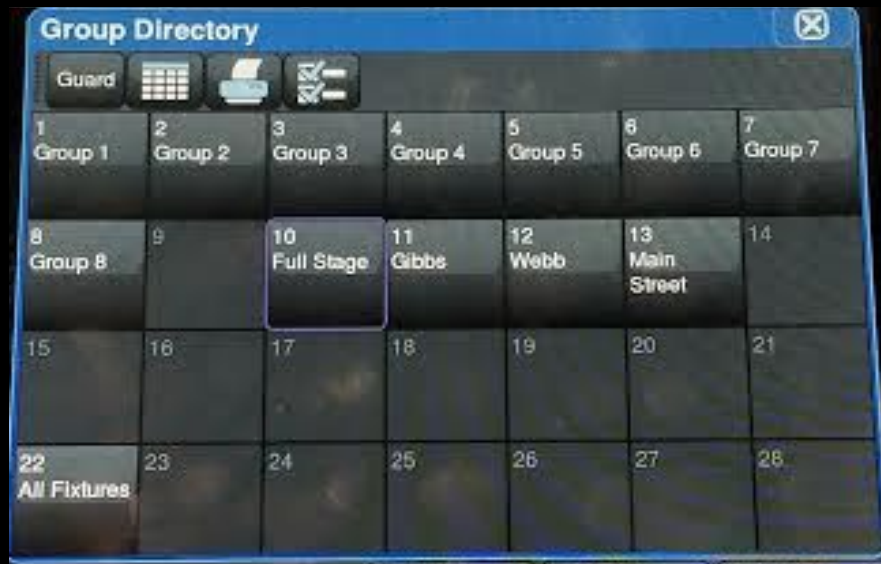 Group Directory
Guard
1
Group 1
2
Group 2
3
Group 3
4
Group 4
5
Group 5
6
Group 6
7
Group 7
8
Group 8
9
10
Full Stage
11
Gibbs
12
Webb
13
Main
Street
14
15
16
17
18
19
20
21
22
All Fixtures
23
24
25
26
27
28